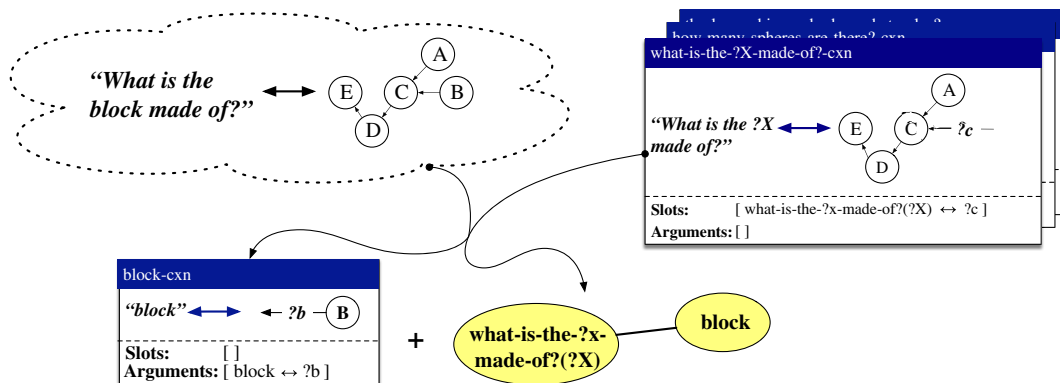 “What is the
block made of?”
A
E
C
B
D
how many spheres are there?-cxn
what-is-the-?X-made-of?-cxn
A
“What is the ?X
made of?”
E
C
?c
D
Slots: [ what-is-the-?x-made-of?(?X) ↔ ?c ]
Arguments: [ ]
block-cxn
“block”
?b
B
Slots: [ ]
Arguments: [ block ↔ ?b ]
+
what-is-the-?x-
made-of?(?X)
block